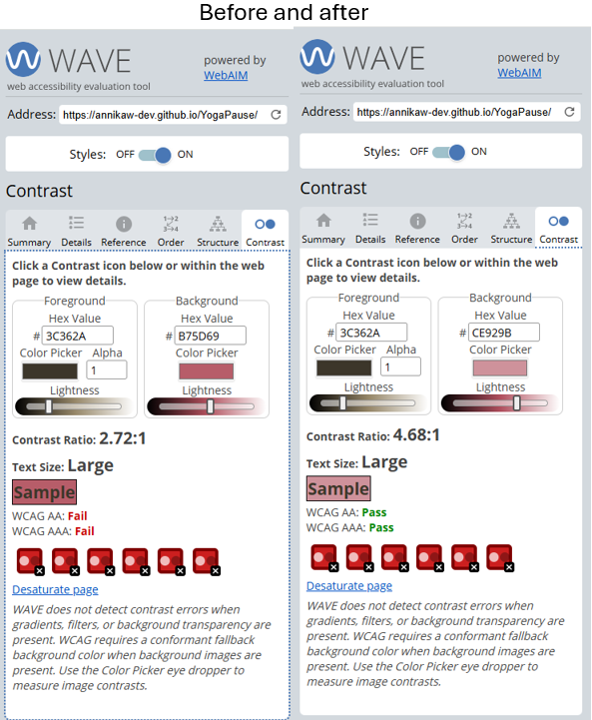 Before and after
WAVE
powered by
WebAIM
web accessibility evaluation tool
Address: https://annikaw-dev.github.io/YogaPause/
Styles: OFF ON
Contrast
Summary Details Reference Order Structure Contrast
Click a Contrast icon below or within the web
page to view details.
Foreground
Hex Value
# 3C362A
Color Picker Alpha
1
Lightness
Background
Hex Value
# B75D69
Color Picker
Lightness
Contrast Ratio: 2.72:1
Text Size: Large
Sample
WCAG AA: Fail
WCAG AAA: Fail
Desaturate page
WAVE does not detect contrast errors when
gradients, filters, or background transparency are
present. WCAG requires a conformant fallback
background color when background images are
present. Use the Color Picker eye dropper to
measure image contrasts.
WAVE
powered by
WebAIM
web accessibility evaluation tool
Address: https://annikaw-dev.github.io/YogaPause/
Styles: OFF ON
Contrast
Summary Details Reference Order Structure Contrast
Click a Contrast icon below or within the web
page to view details.
Foreground
Hex Value
# 3C362A
Color Picker Alpha
1
Lightness
Background
Hex Value
# CE929B
Color Picker
Lightness
Contrast Ratio: 4.68:1
Text Size: Large
Sample
WCAG AA: Pass
WCAG AAA: Pass
Desaturate page
WAVE does not detect contrast errors when
gradients, filters, or background transparency are
present. WCAG requires a conformant fallback
background color when background images are
present. Use the Color Picker eye dropper to
measure image contrasts.